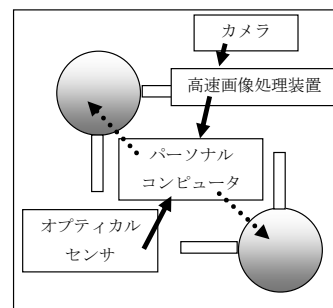 カメラ
高速画像処理装置
パーソナル
コンピュータ
オプティカル
センサ